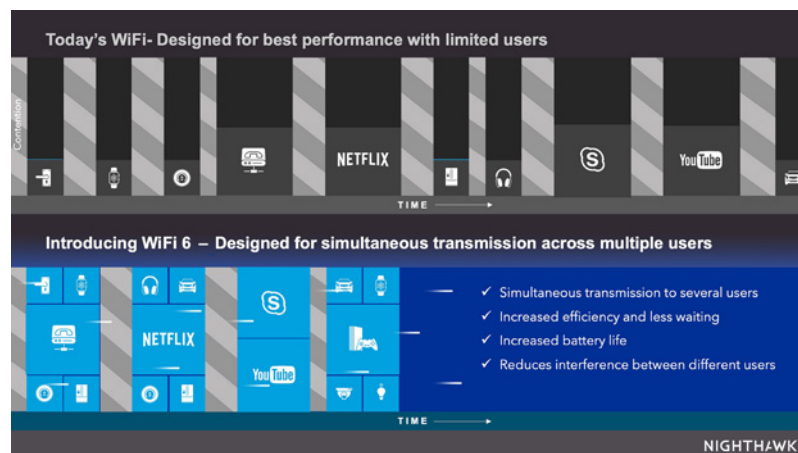 Today's WiFi- Designed for best performance with limited users
Contention
NETFLIX
S
YouTube
TIME
Introducing WiFi 6 – Designed for simultaneous transmission across multiple users
S
NETFLIX
YouTube
✓ Simultaneous transmission to several users
✓ Increased efficiency and less waiting
✓ Increased battery life
✓ Reduces interference between different users
TIME
NIGHTHAWK